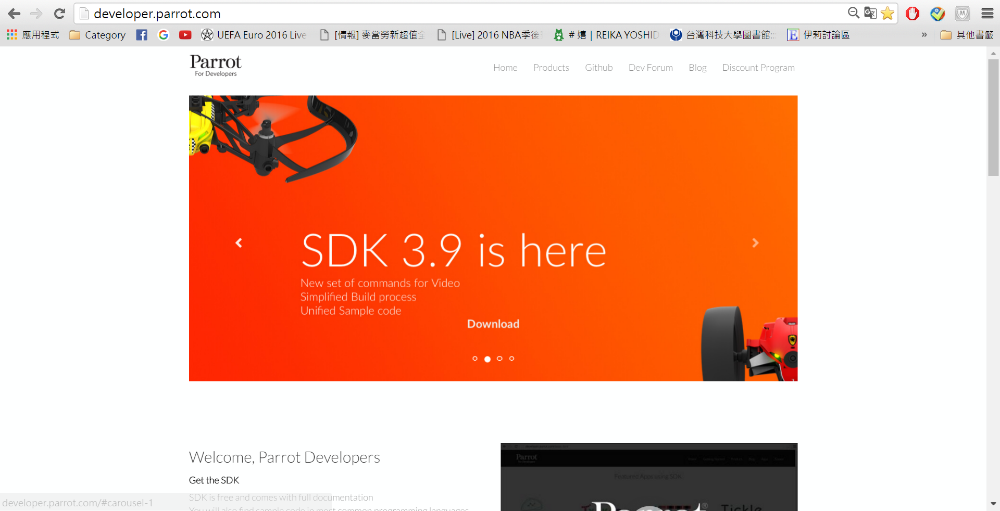 developer.parrot.com
應用程式 Category UEFA Euro 2016 Live [情報] 麥當勞新超值全 [Live] 2016 NBA季後 # 嬉 | REIKA YOSHID 台灣科技大學圖書館::: E 伊莉討論區 » 其他書籤
Parrot
For Developers
Home Products Github Dev Forum Blog Discount Program
SDK 3.9 is here
New set of commands for Video
Simplified Build process
Unified Sample code
Download
Welcome, Parrot Developers
Get the SDK
SDK is free and comes with full documentation
You will also find sample code in most common programming languages
developer.parrot.com/#carousel-1
Parrot
For Developers
Featured Apps using SDK
Parrot®
Tickle